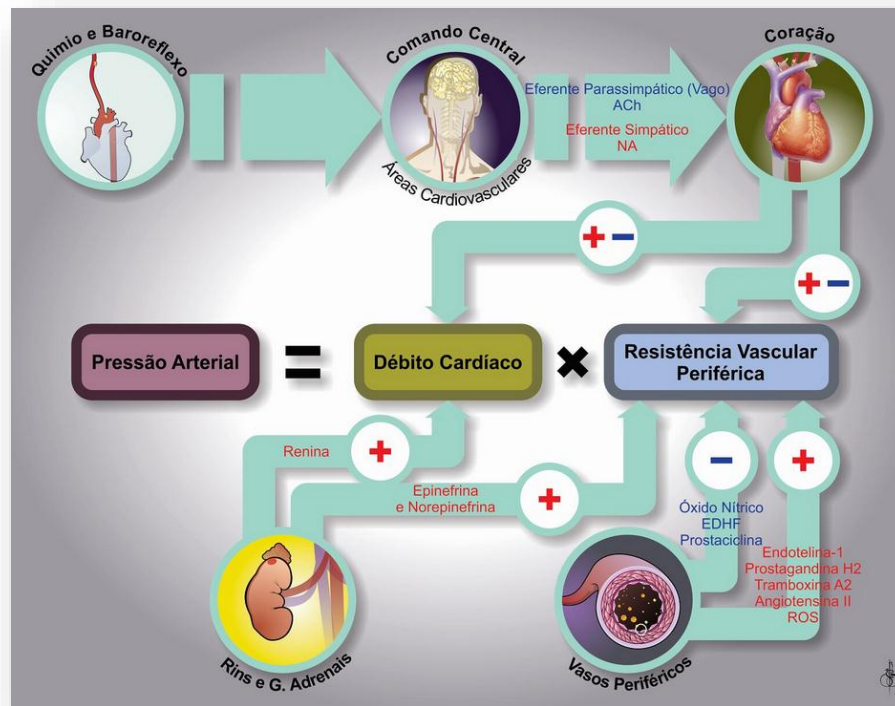 Quimio e Baroreflexo
Comando Central
Áreas Cardiovasculares
Coração
Eferente Parassimpático (Vago)
ACh
Eferente Simpático
NA
+ −
+ −
Pressão Arterial
=
Débito Cardíaco
×
Resistência Vascular
Periférica
Renina
+
Epinefrina
e Norepinefrina
+
−
+
Óxido Nítrico
EDHF
Prostaciclina
Endotelina-1
Prostagandina H2
Tramboxina A2
Angiotensina II
ROS
Rins e G. Adrenais
Vasos Periféricos